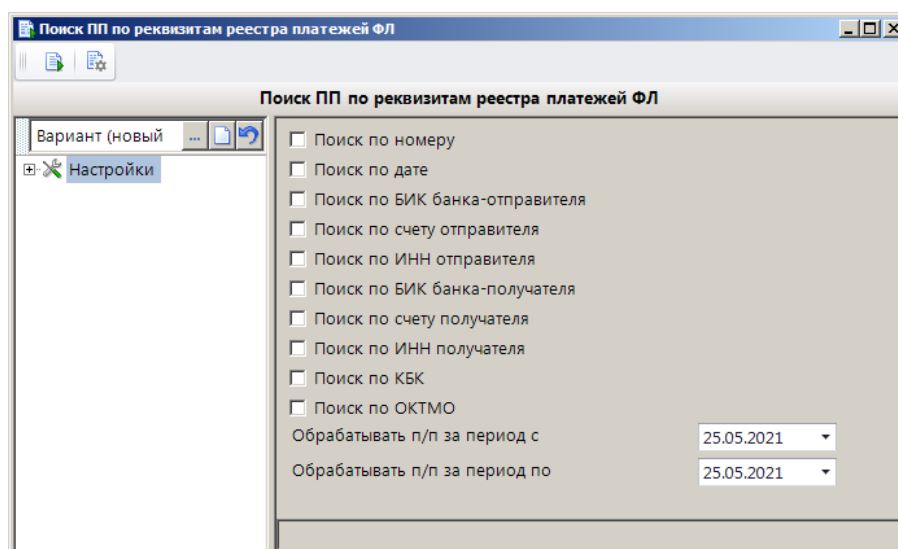 Поиск ПП по реквизитам реестра платежей ФЛ
Поиск ПП по реквизитам реестра платежей ФЛ
Вариант (новый
...
Настройки
Поиск по номеру
Поиск по дате
Поиск по БИК банка-отправителя
Поиск по счету отправителя
Поиск по ИНН отправителя
Поиск по БИК банка-получателя
Поиск по счету получателя
Поиск по ИНН получателя
Поиск по КБК
Поиск по ОКТМО
Обрабатывать п/п за период с 25.05.2021
Обрабатывать п/п за период по 25.05.2021